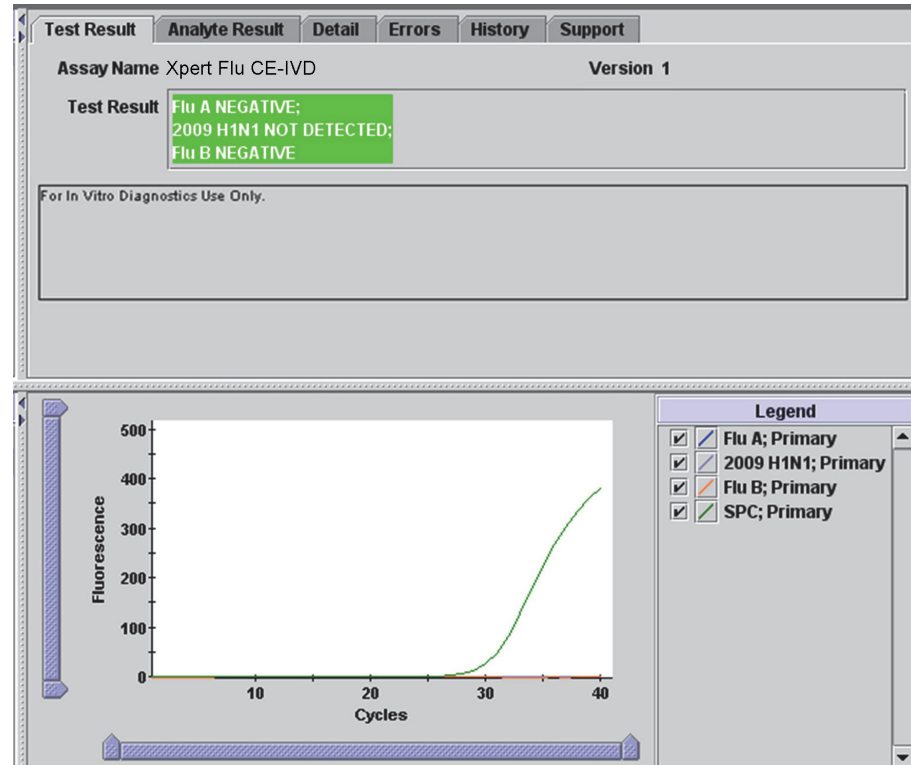 Test Result Analyte Result Detail Errors History Support
Assay Name Xpert Flu CE-IVD Version 1
Test Result Flu A NEGATIVE;
2009 H1N1 NOT DETECTED;
Flu B NEGATIVE
For In Vitro Diagnostics Use Only.
Legend
Flu A; Primary
2009 H1N1; Primary
Flu B; Primary
SPC; Primary
Fluorescence
500
400
300
200
100
0
10 20 30 40
Cycles